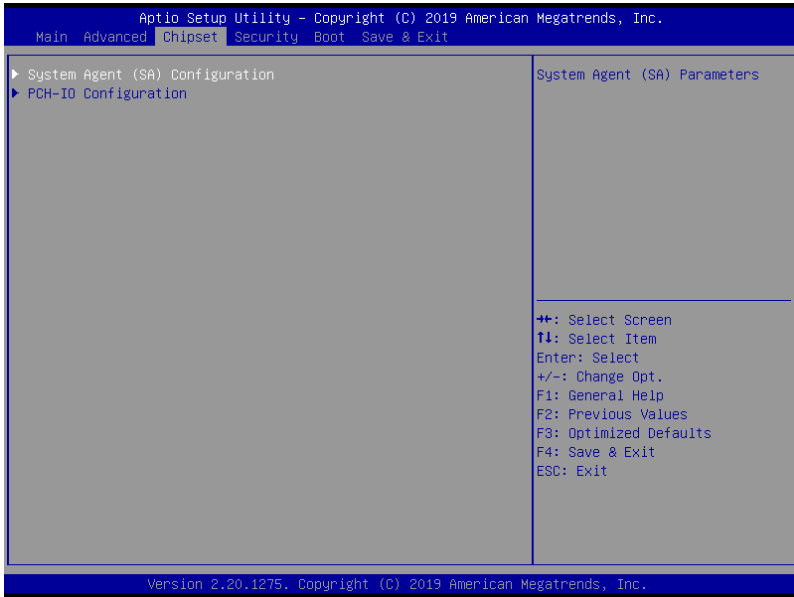 Aptio Setup Utility – Copyright (C) 2019 American Megatrends, Inc.
Main Advanced Chipset Security Boot Save & Exit
▶ System Agent (SA) Configuration
▶ PCH-IO Configuration
System Agent (SA) Parameters
→←: Select Screen
↑↓: Select Item
Enter: Select
+/-: Change Opt.
F1: General Help
F2: Previous Values
F3: Optimized Defaults
F4: Save & Exit
ESC: Exit
Version 2.20.1275. Copyright (C) 2019 American Megatrends, Inc.